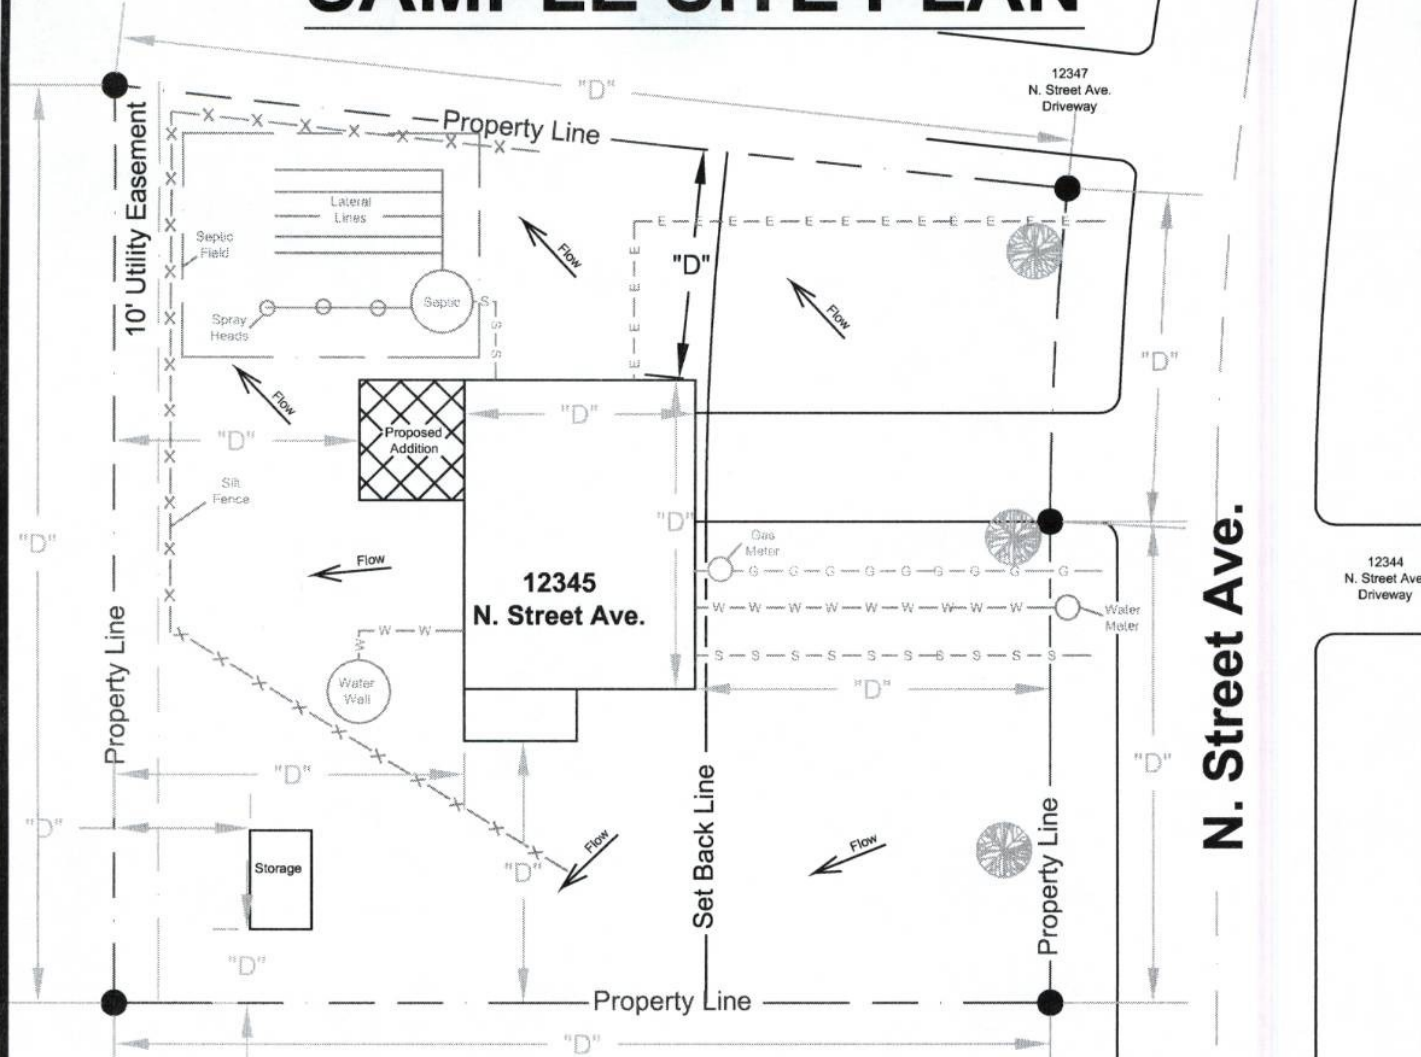 SAMPLE SITE PLAN
"D"
12347
N. Street Ave.
Driveway
Property Line
10' Utility Easement
Lateral
Lines
Septic
Field
Septic
S
S
S
Spray
Heads
Flow
Flow
Flow
"D"
E E E E E E E E E E E E
E
E
E
E
"D"
"D"
"D"
Proposed
Addition
Silt
Fence
"D"
"D"
Flow
Gas
Meter
G G G G G G G G G
12345
N. Street Ave.
W W W W W W W W W
Water
Meter
S S S S S S S S S S
W W
W
Water
Wall
"D"
Property Line
"D"
"D"
"D"
Storage
"D"
"D"
Flow
Flow
Set Back Line
Property Line
N. Street Ave.
12344
N. Street Ave
Driveway
Property Line
"D"
X X X X X X X
X X X X X X X X X X X
X X X X X X X X X X